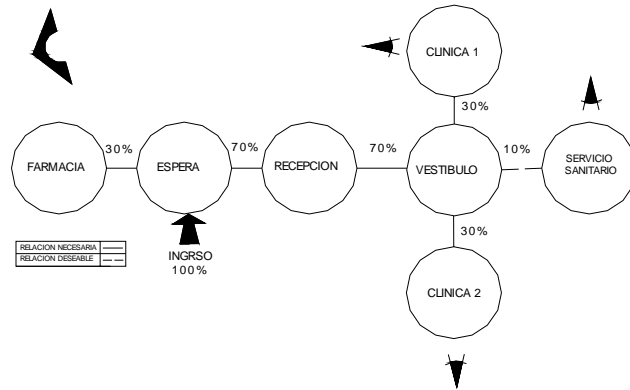 CLINICA 1
30%
FARMACIA
30%
ESPERA
70%
RECEPCION
70%
VESTIBULO
10%
SERVICIO
SANITARIO
30%
RELACION NECESARIA
RELACION DESEABLE
INGRSO
100%
CLINICA 2